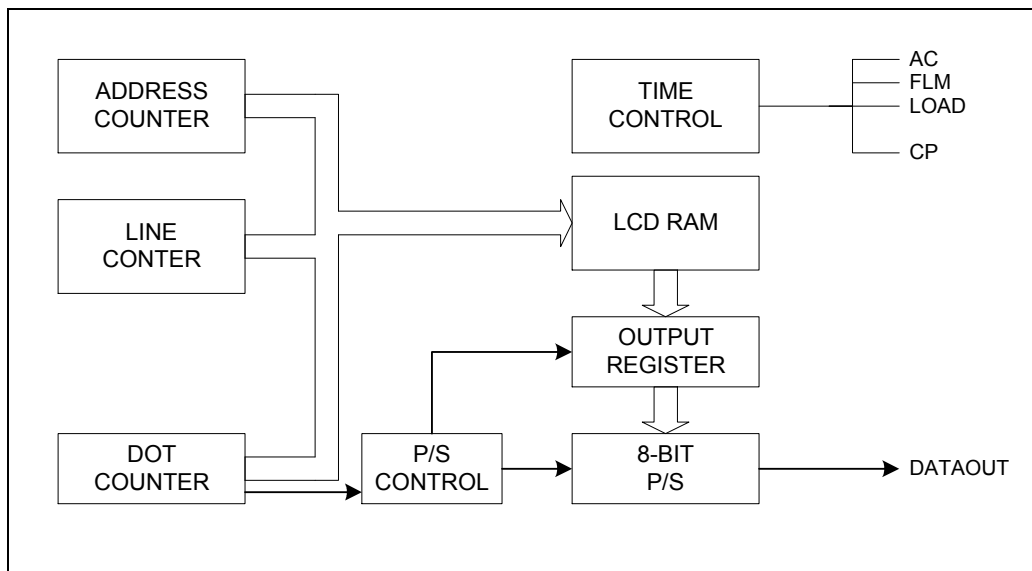 ADDRESS
COUNTER
TIME
CONTROL
AC
FLM
LOAD
CP
LINE
CONTER
LCD RAM
OUTPUT
REGISTER
DOT
COUNTER
P/S
CONTROL
8-BIT
P/S
DATAOUT